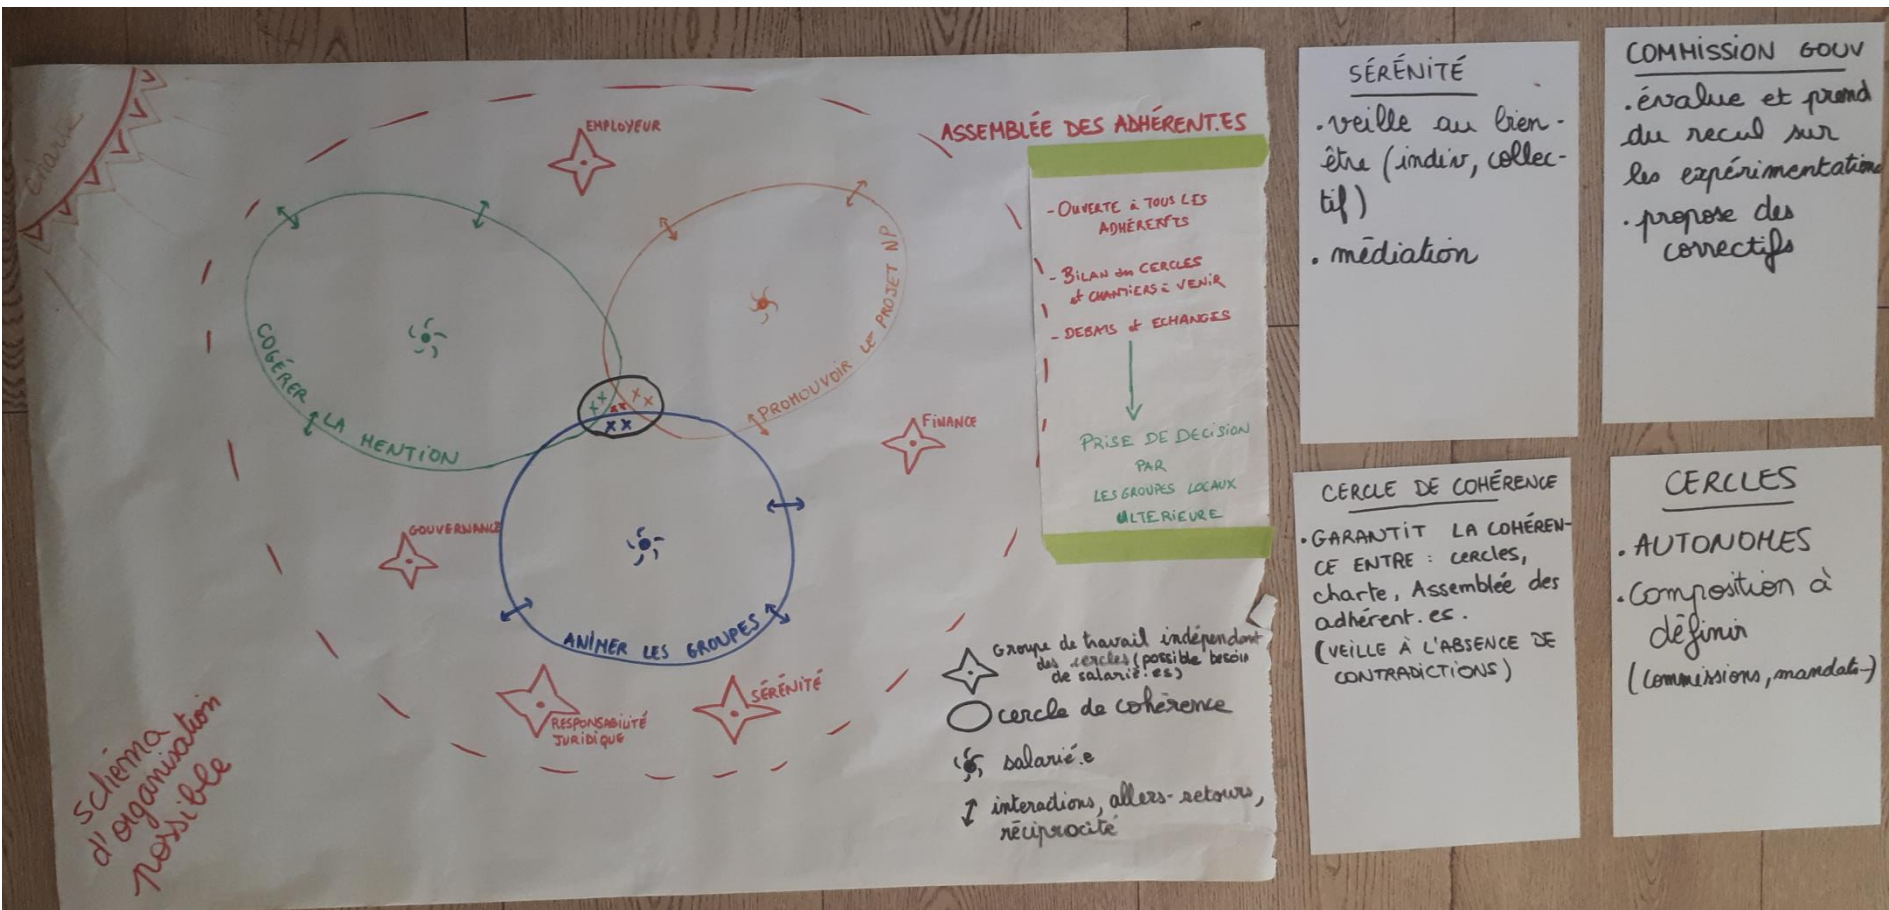 Charte
EMPLOYEUR
ASSEMBLÉE DES ADHÉRENT.ES
- OUVERTE à TOUS LES
ADHÉRENTS
- BILAN des CERCLES
et CHANTIERS à VENIR
- DEBATS et ECHANGES
PRISE DE DECISION
PAR
LES GROUPES LOCAUX
ULTERIEURE
COGÉRER LA MENTION
PROMOUVOIR LE PROJET NP
ANIMER LES GROUPES
FINANCE
GOUVERNANCE
RESPONSABILITÉ
JURIDIQUE
SÉRÉNITÉ
Schéma
d'organisation
possible
Groupe de travail indépendant
des cercles (possible besoin
de salarié.es)
cercle de cohérence
salarié.e
interactions, allers-retours,
réciprocité
SÉRÉNITÉ
. veille au bien-
être (indiv, collec-
tif)
. médiation
COMMISSION GOUV
. évalue et prend
du recul sur
les expérimentations
. propose des
correctifs
CERCLE DE COHÉRENCE
. GARANTIT LA COHÉREN-
CE ENTRE : cercles,
charte, Assemblée des
adhérent.es.
(VEILLE À L'ABSENCE DE
CONTRADICTIONS)
CERCLES
. AUTONOMES
. Composition à
définir
(commissions, mandats-)